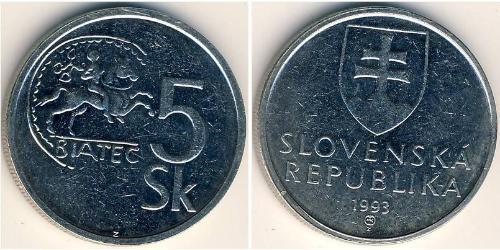 BIATEC
5
Sk
Z
SLOVENSKÁ
REPUBLIKA
1993